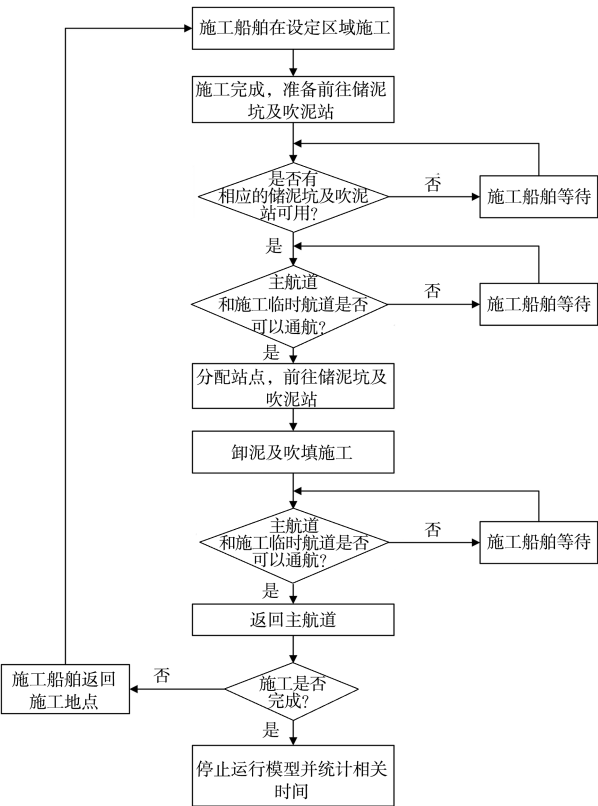 施工船舶在设定区域施工
施工完成，准备前往储泥
坑及吹泥站
是否有
相应的储泥坑及吹泥
站可用?
否
施工船舶等待
是
主航道
和施工临时航道是否
可以通航?
否
施工船舶等待
是
分配站点，前往储泥坑及
吹泥站
卸泥及吹填施工
主航道
和施工临时航道是否
可以通航?
否
施工船舶等待
是
返回主航道
施工是否
完成?
否
施工船舶返回
施工地点
是
停止运行模型并统计相关
时间